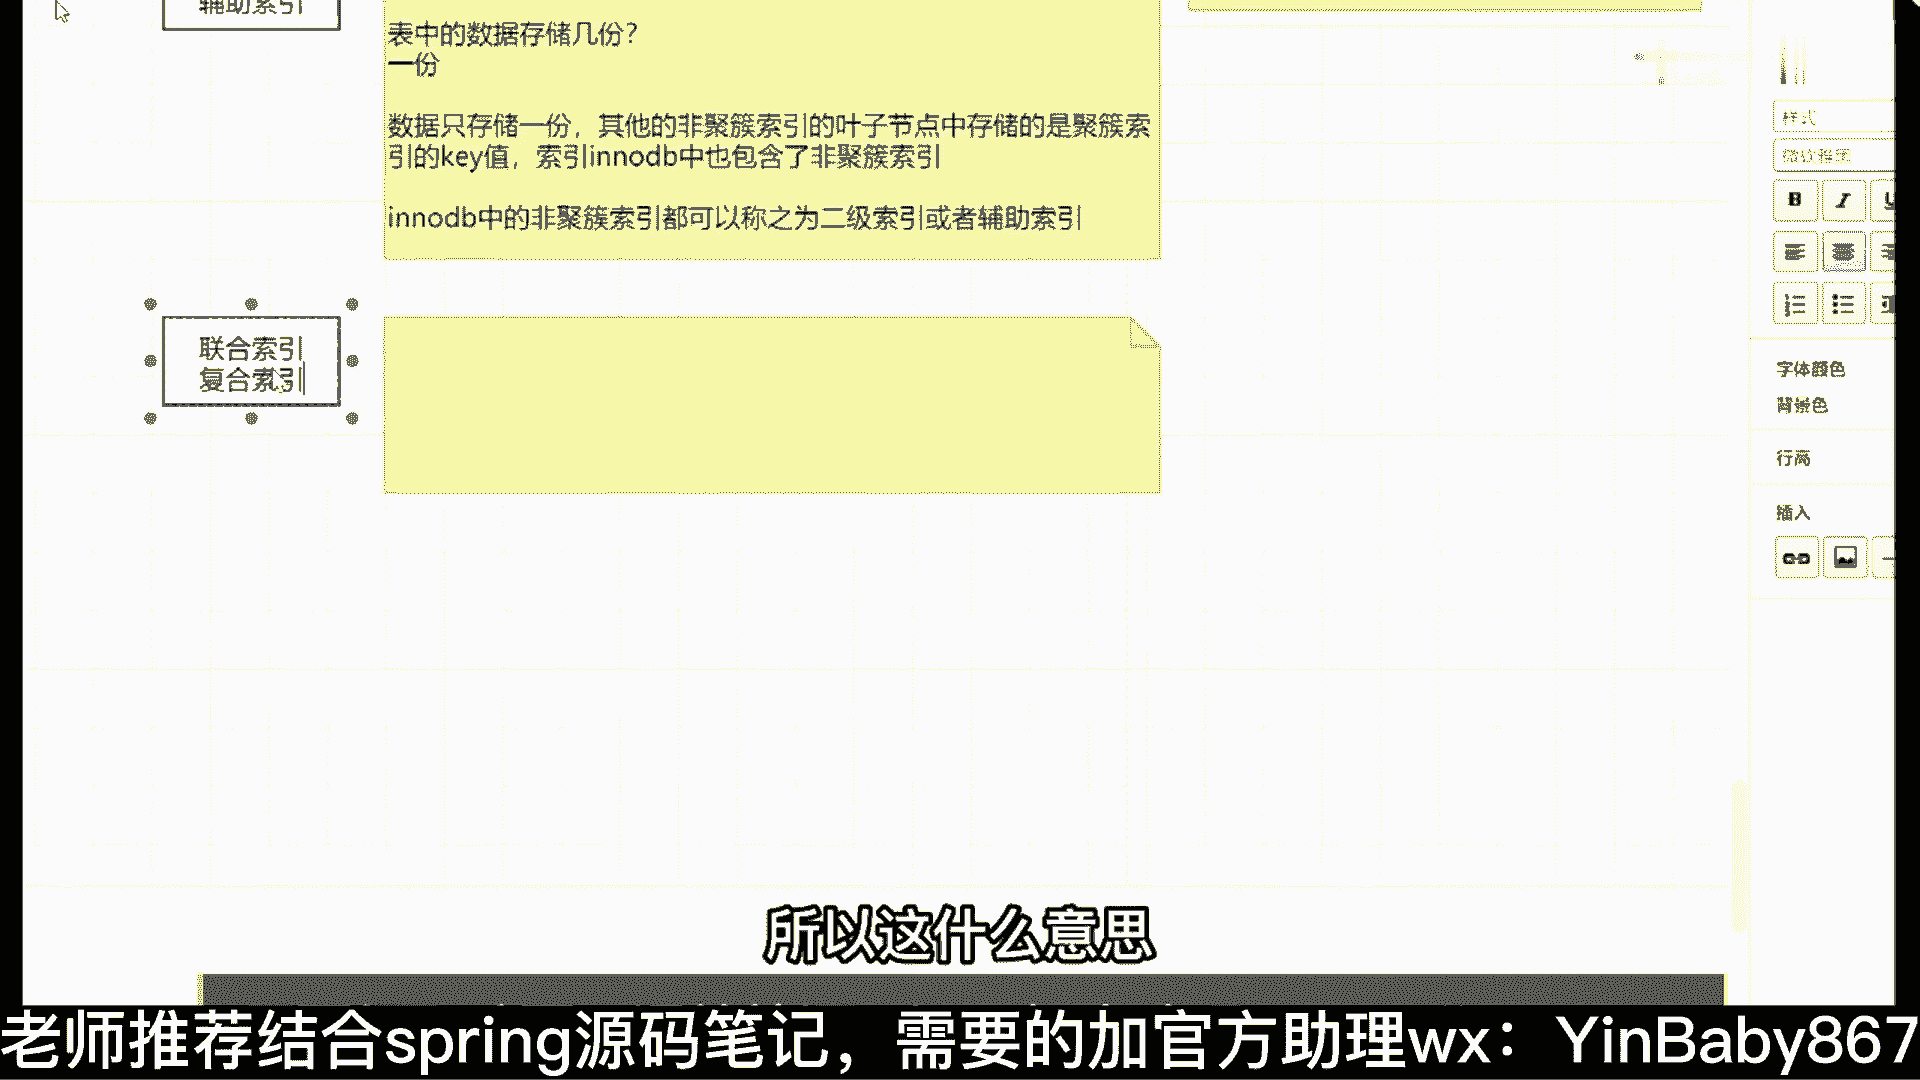 辅助索引
表中的数据存储几份？
一份
数据只存储一份，其他的非聚簇索引的叶子节点中存储的是聚簇索
引的key值，索引innodb中也包含了非聚簇索引
innodb中的非聚簇索引都可以称之为二级索引或者辅助索引
联合索引
复合索引
样式
B I U
字体颜色
背景色
行高
插入
所以这什么意思
老师推荐结合spring源码笔记，需要的加官方助理wx：YinBaby867